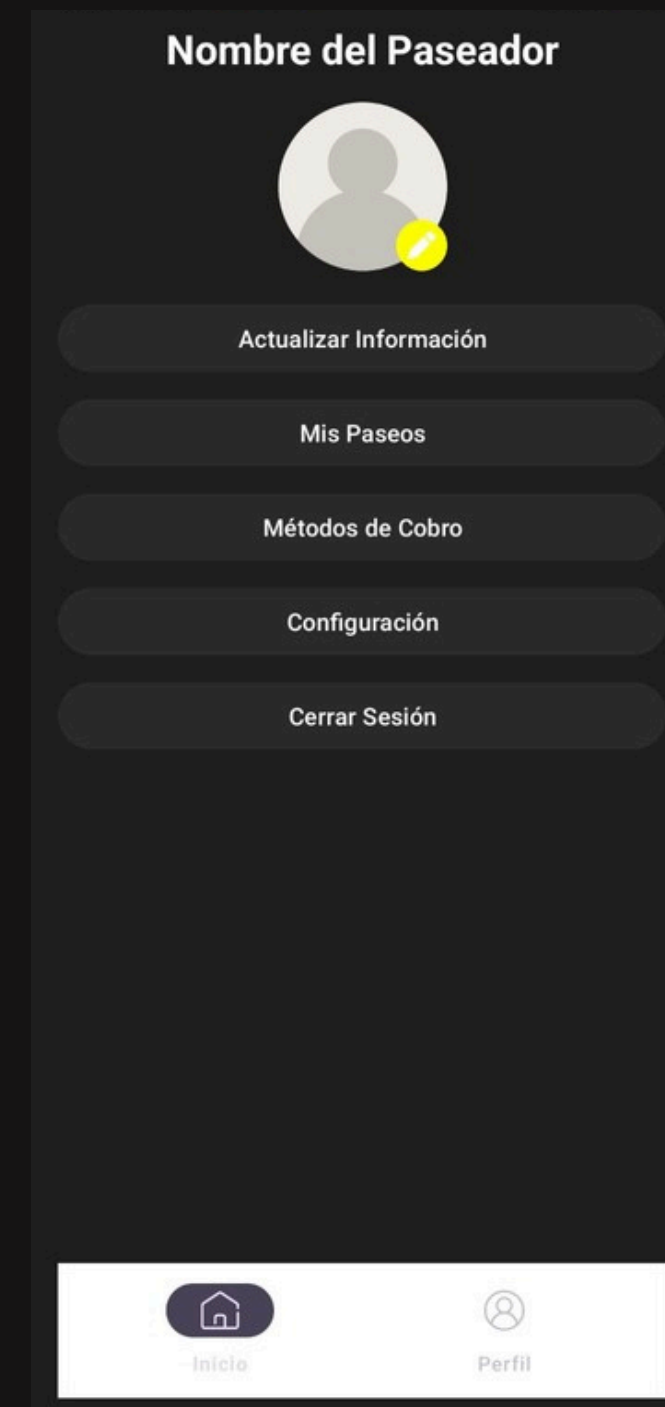 Nombre del Paseador
Actualizar Información
Mis Paseos
Métodos de Cobro
Configuración
Cerrar Sesión
Inicio
Perfil